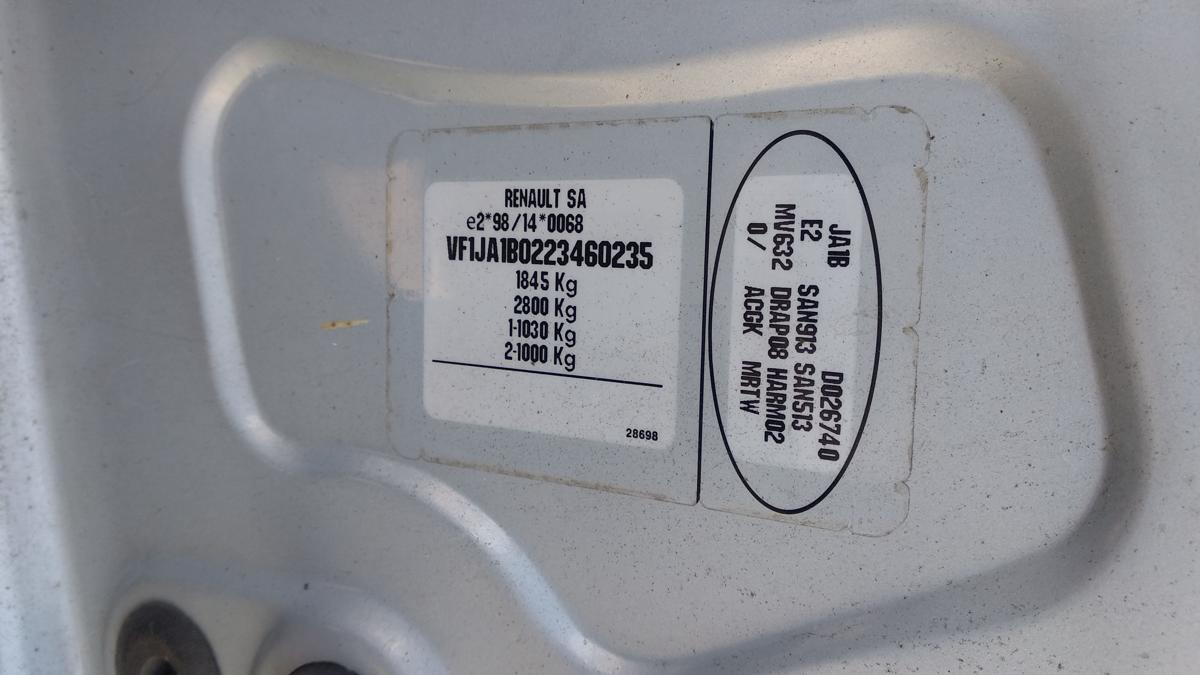 RENAULT SA
e2*98/14*0068
VF1JA1B0223460235
1845 Kg
2800 Kg
1-1030 Kg
2-1000 Kg
28698
JA1B D026740
E2 SAN913 SAN513
MV632 DRAP08 HARM02
0/ ACGK MRTW